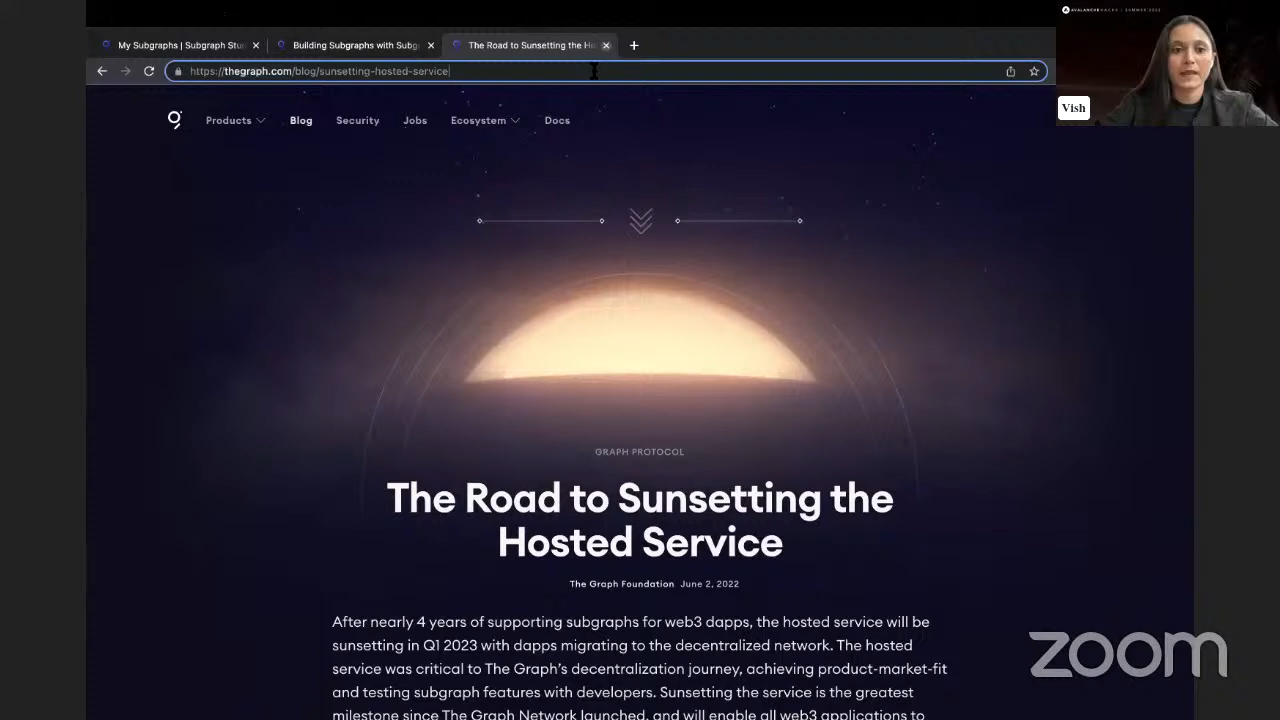 AVALANCHE HACKS | SUMMER 2022
My Subgraphs | Subgraph Stu
Building Subgraphs with Subg
The Road to Sunsetting the Ho
https://thegraph.com/blog/sunsetting-hosted-service
Vish
Products
Blog
Security
Jobs
Ecosystem
Docs
GRAPH PROTOCOL
The Road to Sunsetting the
Hosted Service
The Graph Foundation June 2, 2022
After nearly 4 years of supporting subgraphs for web3 dapps, the hosted service will be
sunsetting in Q1 2023 with dapps migrating to the decentralized network. The hosted
service was critical to The Graph's decentralization journey, achieving product-market-fit
and testing subgraph features with developers. Sunsetting the service is the greatest
milestone since The Graph Network launched, and will enable all web3 applications to
zoom